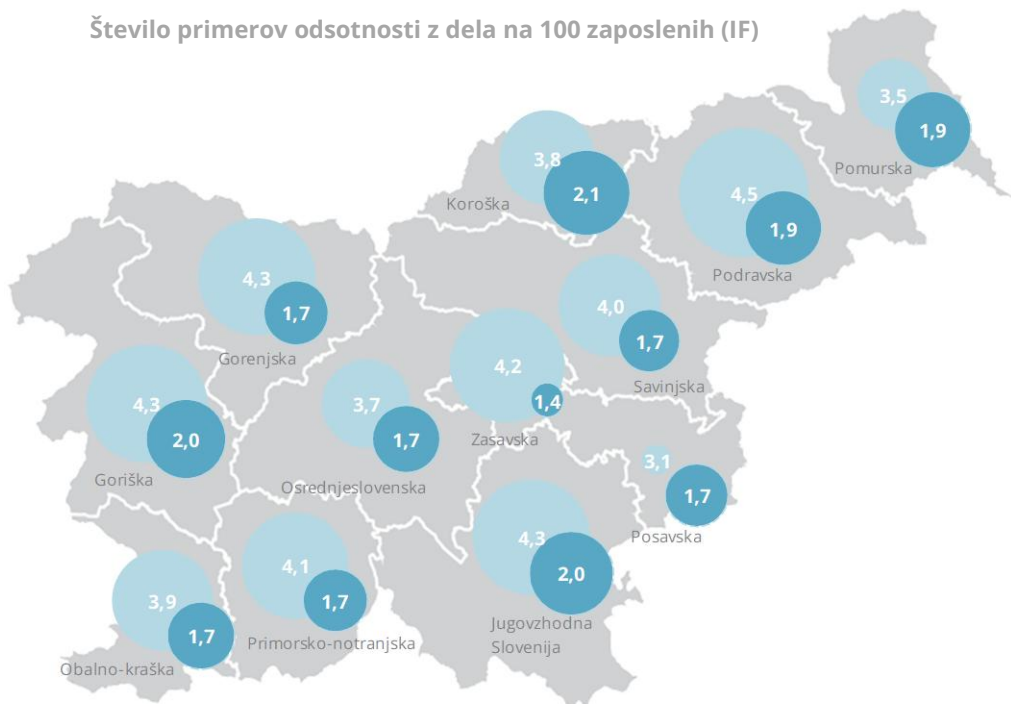 Število primerov odsotnosti z dela na 100 zaposlenih (IF)
3,5
1,9
Pomurska
3,8
2,1
Koroška
4,5
1,9
Podravska
4,3
1,7
Gorenjska
4,0
1,7
Savinjska
4,2
1,4
Zasavska
4,3
2,0
Goriška
3,7
1,7
Osrednjeslovenska
3,1
1,7
Posavska
4,3
2,0
Jugovzhodna
Slovenija
4,1
1,7
Primorsko-notranjska
3,9
1,7
Obalno-kraška